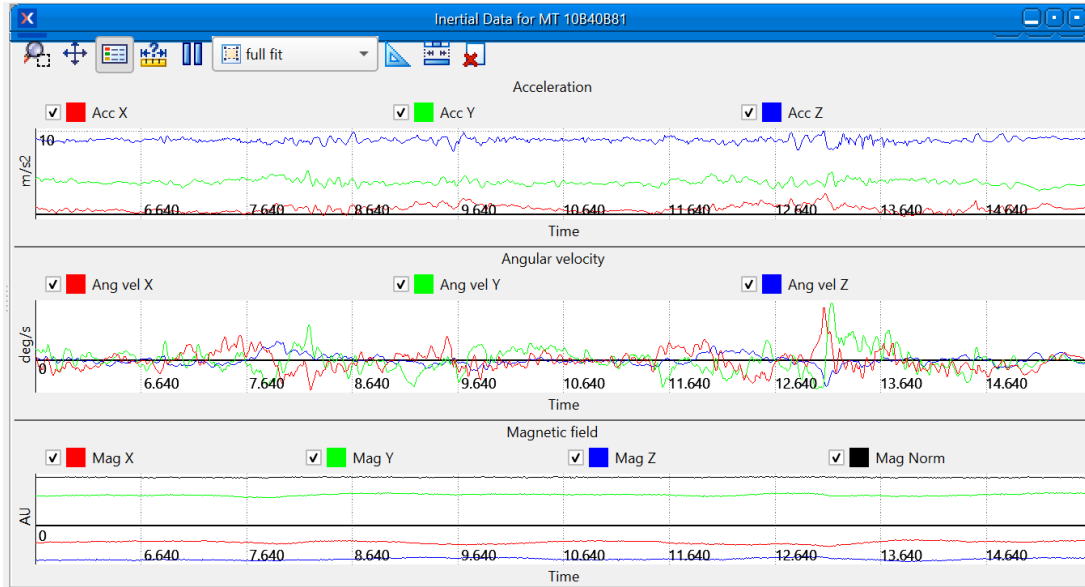 Inertial Data for MT 10B40B81
full fit
Acceleration
Acc X Acc Y Acc Z
10
m/s2
6.640 7.640 8.640 9.640 10.640 11.640 12.640 13.640 14.640
Time
Angular velocity
Ang vel X Ang vel Y Ang vel Z
deg/s
0
6.640 7.640 8.640 9.640 10.640 11.640 12.640 13.640 14.640
Time
Magnetic field
Mag X Mag Y Mag Z Mag Norm
AU
0
6.640 7.640 8.640 9.640 10.640 11.640 12.640 13.640 14.640
Time